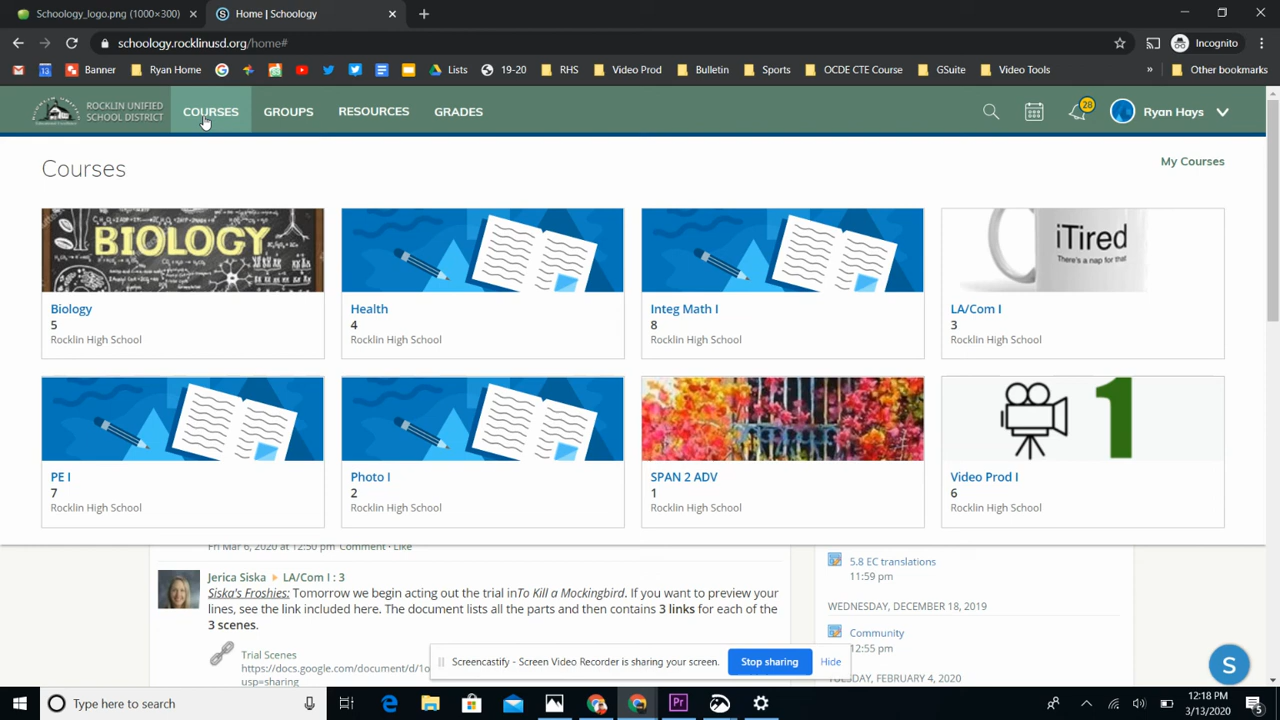 Schoology_logo.png (1000×300)
Home | Schoology
schoology.rocklinusd.org/home#
Incognito
Banner
Ryan Home
Lists
19-20
RHS
Video Prod
Bulletin
Sports
OCDE CTE Course
GSuite
Video Tools
»
Other bookmarks
ROCKLIN UNIFIED
SCHOOL DISTRICT
COURSES
GROUPS
RESOURCES
GRADES
28
Ryan Hays
Courses
My Courses
BIOLOGY
iTired
There's a nap for that
Biology
5
Rocklin High School
Health
4
Rocklin High School
Integ Math I
8
Rocklin High School
LA/Com I
3
Rocklin High School
1
PE I
7
Rocklin High School
Photo I
2
Rocklin High School
SPAN 2 ADV
1
Rocklin High School
Video Prod I
6
Rocklin High School
Fri Mar 6, 2020 at 12:50 pm Comment · Like
Jerica Siska LA/Com I : 3
Siska's Froshies: Tomorrow we begin acting out the trial inTo Kill a Mockingbird. If you want to preview your
lines, see the link included here. The document lists all the parts and then contains 3 links for each of the
3 scenes.
Trial Scenes
https://docs.google.com/document/d/1o
usp=sharing
5.8 EC translations
11:59 pm
WEDNESDAY, DECEMBER 18, 2019
Community
12:55 pm
TUESDAY, FEBRUARY 4, 2020
Screencastify - Screen Video Recorder is sharing your screen.
Stop sharing
Hide
S
Type here to search
Pr
12:18 PM
3/13/2020
5